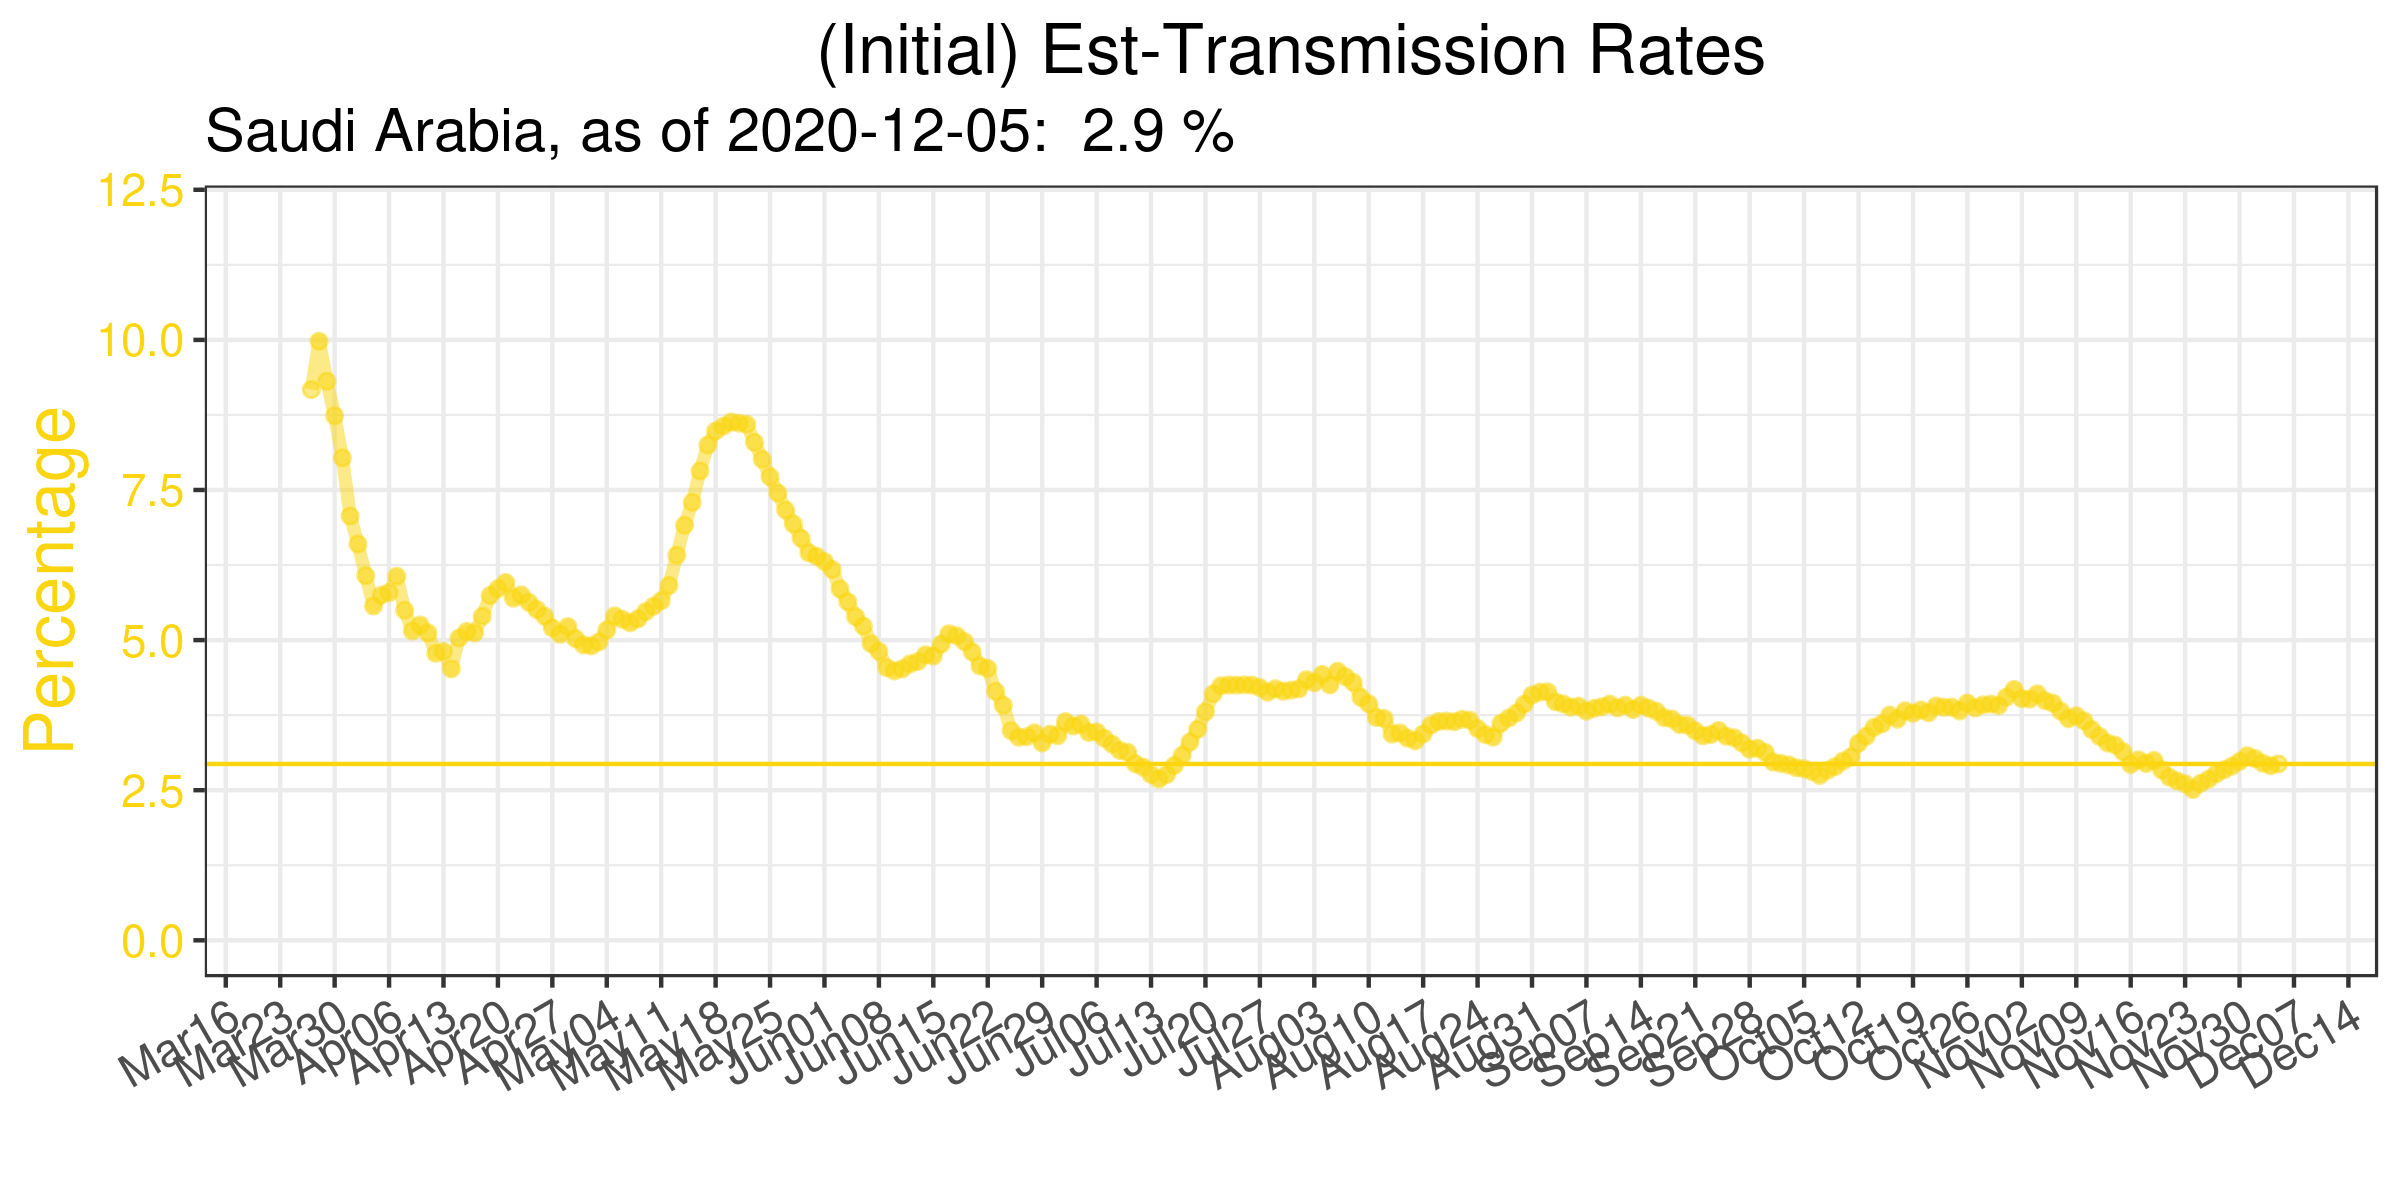 (Initial) Est-Transmission Rates
Saudi Arabia, as of 2020-12-05:  2.9 %
12.5
10.0
7.5
5.0
2.5
0.0
Percentage
Mar16
Mar23
Mar30
Apr06
Apr13
Apr20
Apr27
May04
May11
May18
May25
Jun01
Jun08
Jun15
Jun22
Jun29
Jul06
Jul13
Jul20
Jul27
Aug03
Aug10
Aug17
Aug24
Aug31
Sep07
Sep14
Sep21
Sep28
Oct05
Oct12
Oct19
Oct26
Nov02
Nov09
Nov16
Nov23
Nov30
Dec07
Dec14